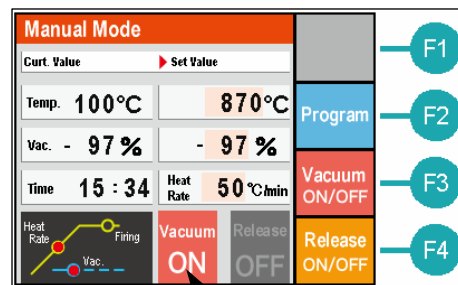 Manual Mode
Curt. Value
Set Value
Temp. 100°C 870°C
Vac. - 97 % - 97 %
Time 15 : 34 Heat Rate 50 °C/min
Heat Rate
Firing
Vac.
Vacuum
ON
Release
OFF
Program
Vacuum
ON/OFF
Release
ON/OFF
F1
F2
F3
F4